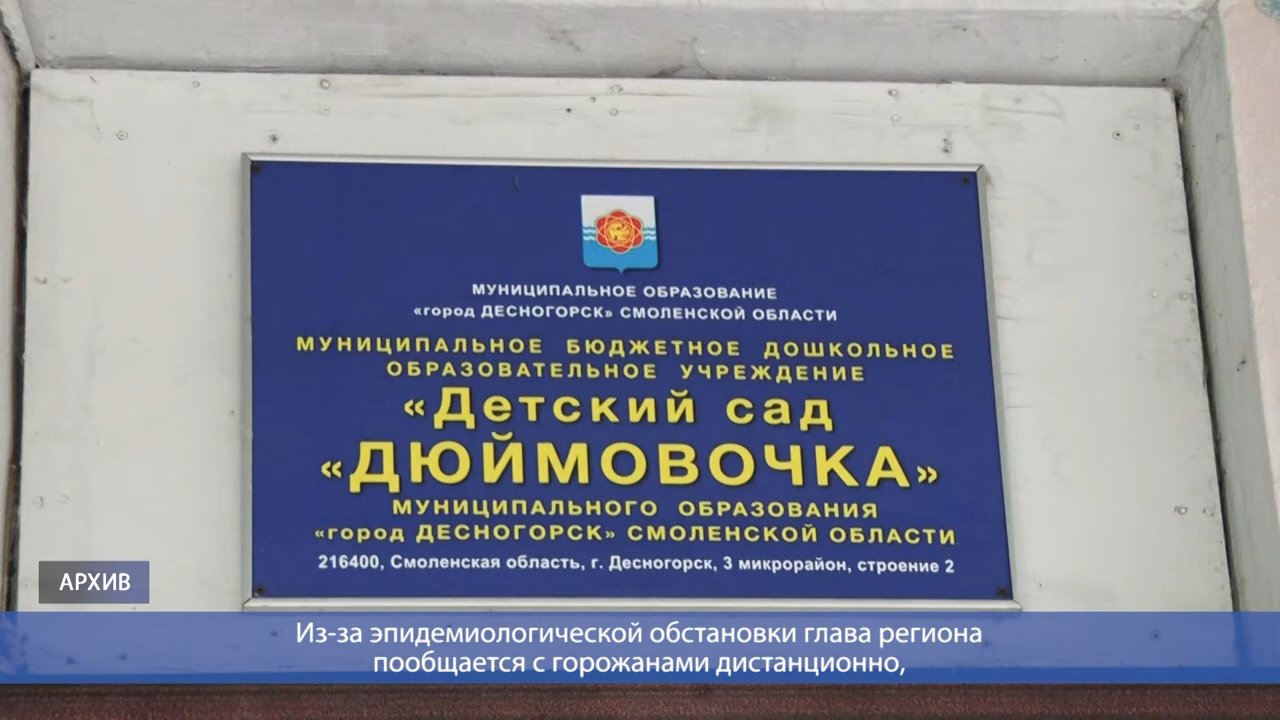 МУНИЦИПАЛЬНОЕ ОБРАЗОВАНИЕ
«город ДЕСНОГОРСК» СМОЛЕНСКОЙ ОБЛАСТИ
МУНИЦИПАЛЬНОЕ БЮДЖЕТНОЕ ДОШКОЛЬНОЕ
ОБРАЗОВАТЕЛЬНОЕ УЧРЕЖДЕНИЕ
«Детский сад
«ДЮЙМОВОЧКА»
МУНИЦИПАЛЬНОГО ОБРАЗОВАНИЯ
«город ДЕСНОГОРСК» СМОЛЕНСКОЙ ОБЛАСТИ
216400, Смоленская область, г. Десногорск, 3 микрорайон, строение 2
АРХИВ
Из-за эпидемиологической обстановки глава региона
пообщается с горожанами дистанционно,